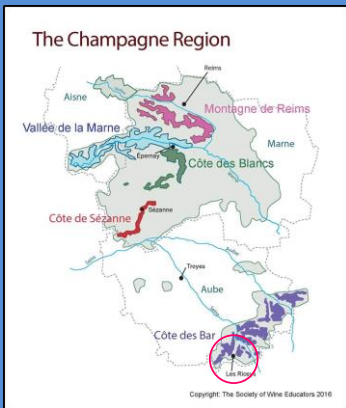 The Champagne Region
Reims
Aisne
Montagne de Reims
Vallée de la Marne
Marne
Épernay
Côte des Blancs
Côte de Sézanne
Sézanne
Troyes
Aube
Côte des Bar
Les Riceys
Copyright: The Society of Wine Educators 2016